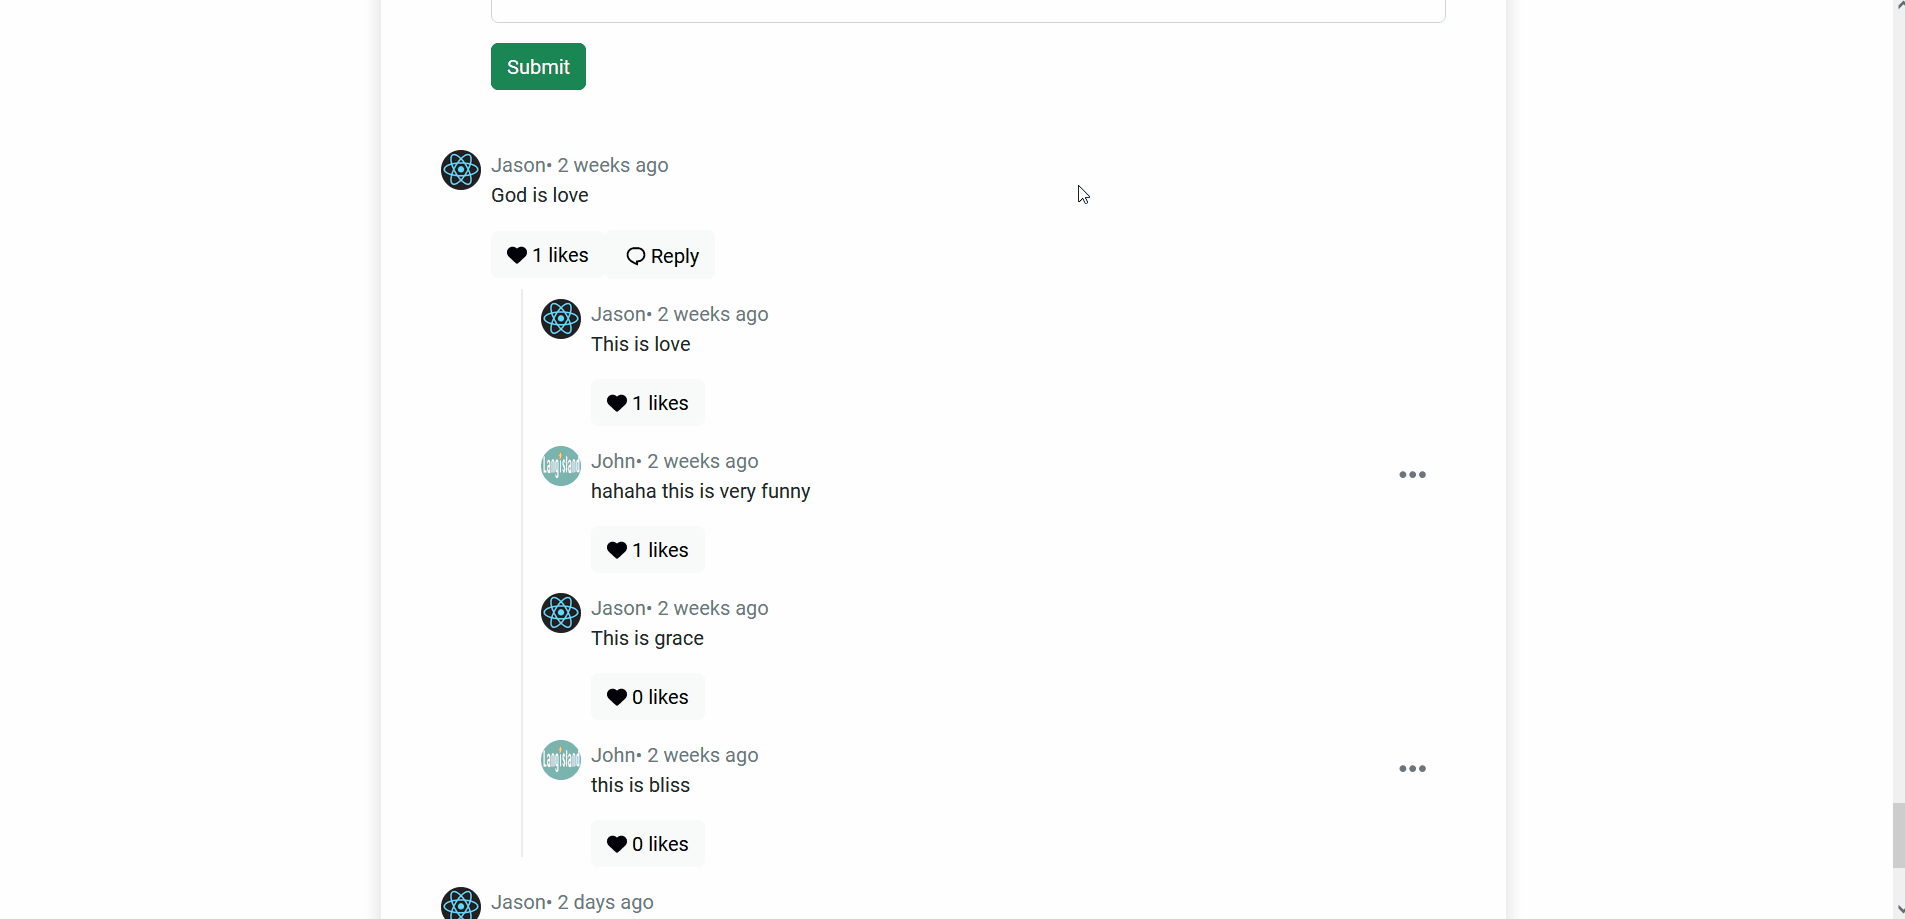 Submit
Jason• 2 weeks ago
God is love
1 likes
Reply
Jason• 2 weeks ago
This is love
1 likes
Langisland
John• 2 weeks ago
hahaha this is very funny
1 likes
Jason• 2 weeks ago
This is grace
0 likes
Langisland
John• 2 weeks ago
this is bliss
0 likes
Jason• 2 days ago